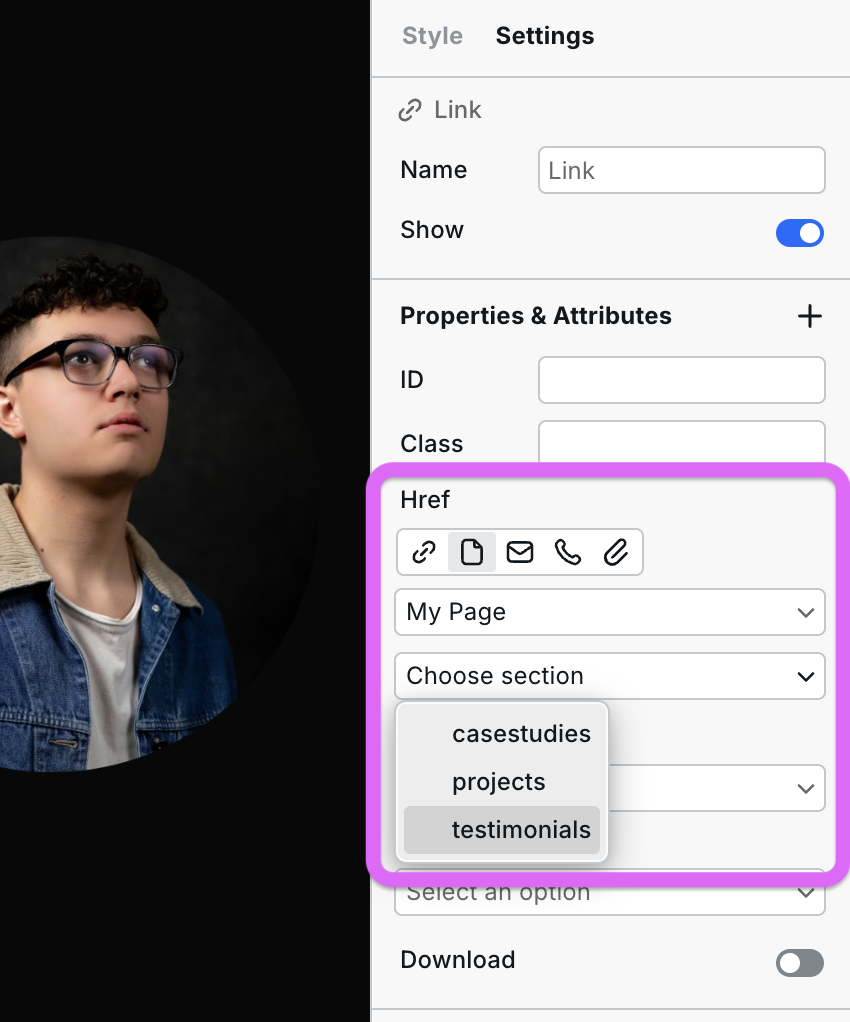 Style Settings
Link
Name Link
Show
Properties & Attributes
ID
Class
Href
My Page
Choose section
casestudies
projects
testimonials
Select an option
Download